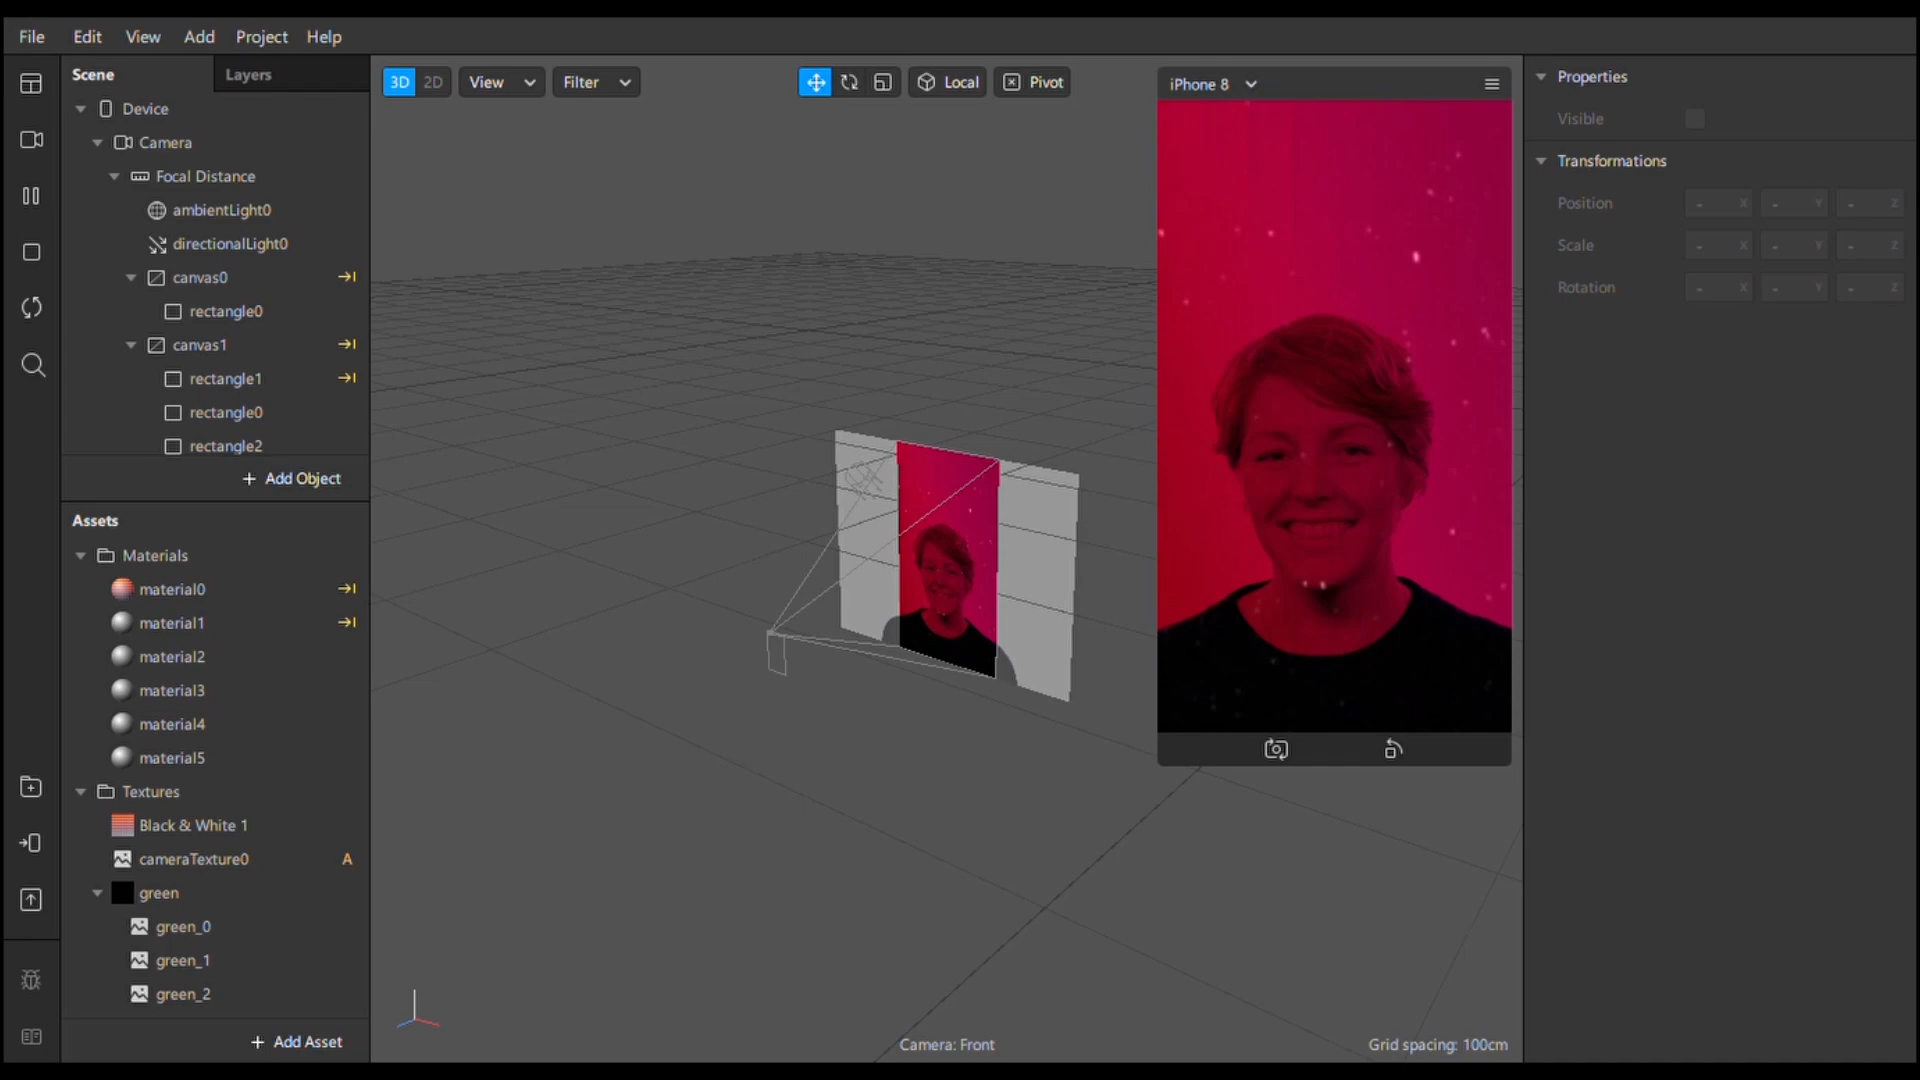 File Edit View Add Project Help
Scene Layers
Device
Camera
Focal Distance
ambientLight0
directionalLight0
canvas0
rectangle0
canvas1
rectangle1
rectangle0
rectangle2
+ Add Object
Assets
Materials
material0
material1
material2
material3
material4
material5
Textures
Black & White 1
cameraTexture0 A
green
green_0
green_1
green_2
+ Add Asset
3D 2D View Filter Local Pivot
iPhone 8
Camera: Front
Grid spacing: 100cm
Properties
Visible
Transformations
Position - X - Y - Z
Scale - X - Y - Z
Rotation - X - Y - Z